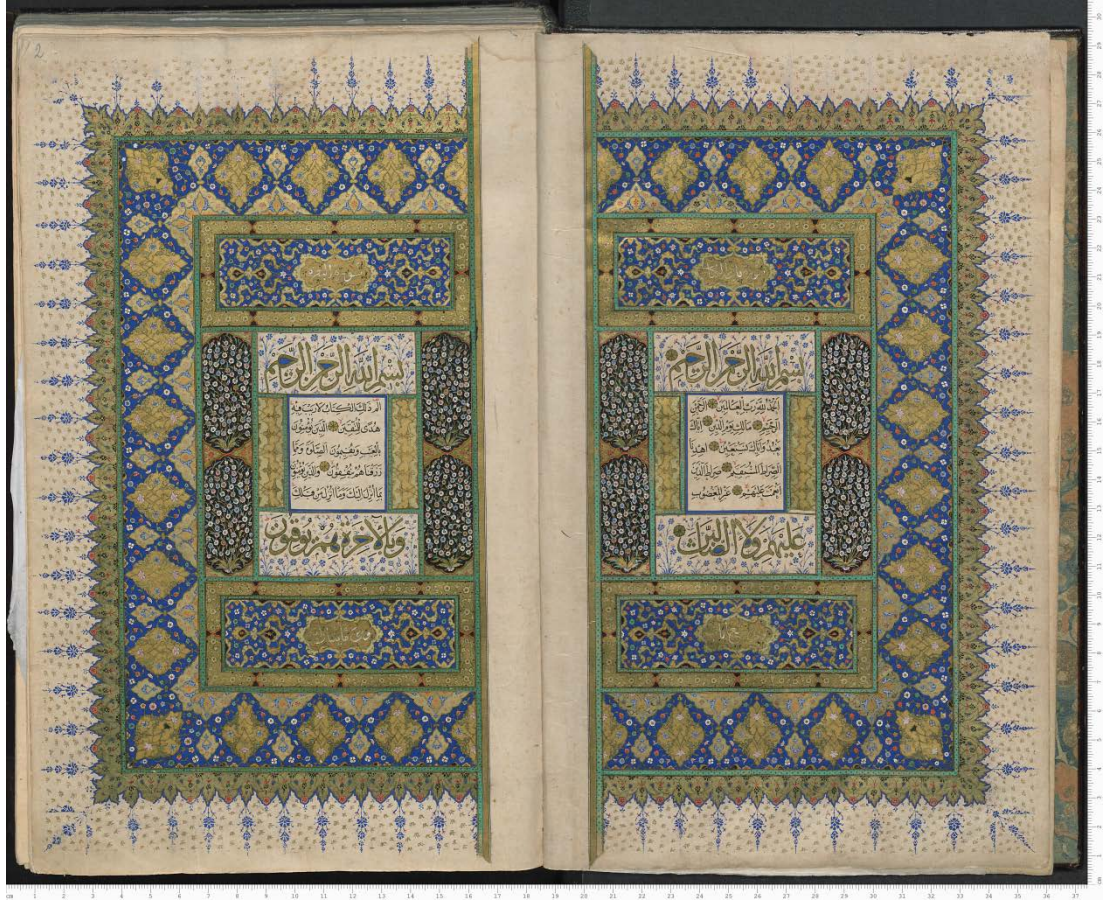 بسم الله الرحمن الرحيم
الحمد لله رب العالمين الرحمن
الرحيم مالك يوم الدين اياك
نعبد واياك نستعين اهدنا
الصراط المستقيم صراط الذين
انعمت عليهم غير المغضوب
عليهم ولا الضالين
2
بسم الله الرحمن الرحيم
الم ذلك الكتاب لا ريب فيه
هدى للمتقين الذين يؤمنون
بالغيب ويقيمون الصلوة ومما
رزقناهم ينفقون والذين يؤمنون
بما انزل اليك وما انزل من قبلك
وبالآخرة هم يوقنون